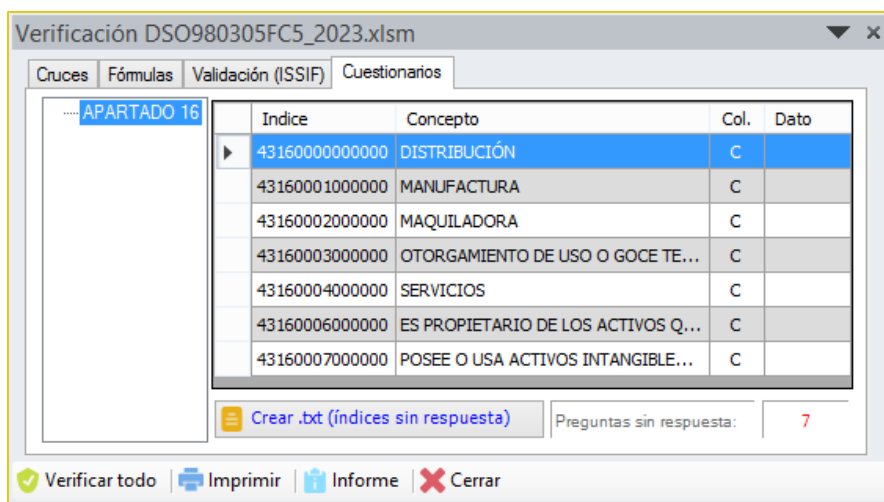 Verificación DSO980305FC5_2023.xlsm
Cruces Fórmulas Validación (ISSIF) Cuestionarios
APARTADO 16
Indice Concepto Col. Dato
43160000000000 DISTRIBUCIÓN C
43160001000000 MANUFACTURA C
43160002000000 MAQUILADORA C
43160003000000 OTORGAMIENTO DE USO O GOCE TE... C
43160004000000 SERVICIOS C
43160006000000 ES PROPIETARIO DE LOS ACTIVOS Q... C
43160007000000 POSEE O USA ACTIVOS INTANGIBLE... C
Crear .txt (índices sin respuesta) Preguntas sin respuesta: 7
Verificar todo Imprimir Informe Cerrar